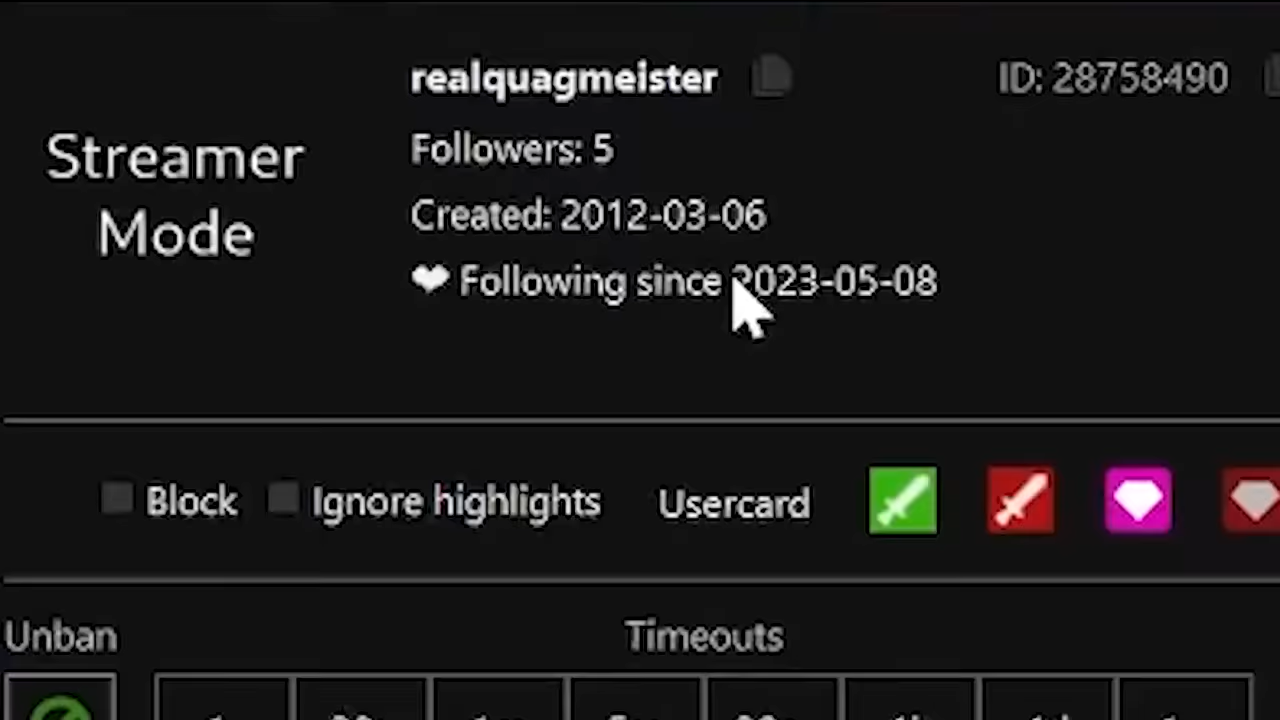 realquagmeister
ID: 28758490
Streamer
Mode
Followers: 5
Created: 2012-03-06
Following since 2023-05-08
Block
Ignore highlights
Usercard
Unban
Timeouts